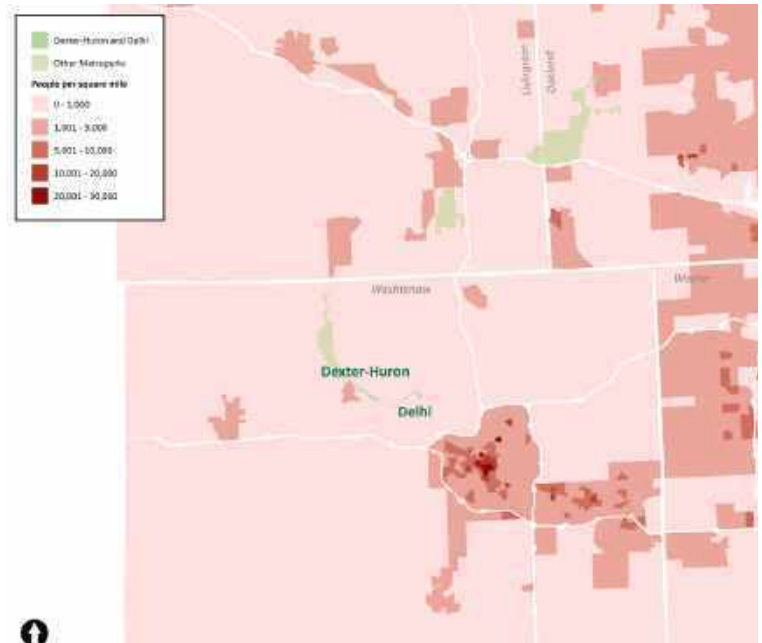 Dexter-Huron and Delhi
Other Metroparks
People per square mile
0 - 1,000
1,001 - 5,000
5,001 - 10,000
10,001 - 20,000
20,001 - 30,000
Livingston
Oakland
Washtenaw
Wayne
Dexter-Huron
Delhi